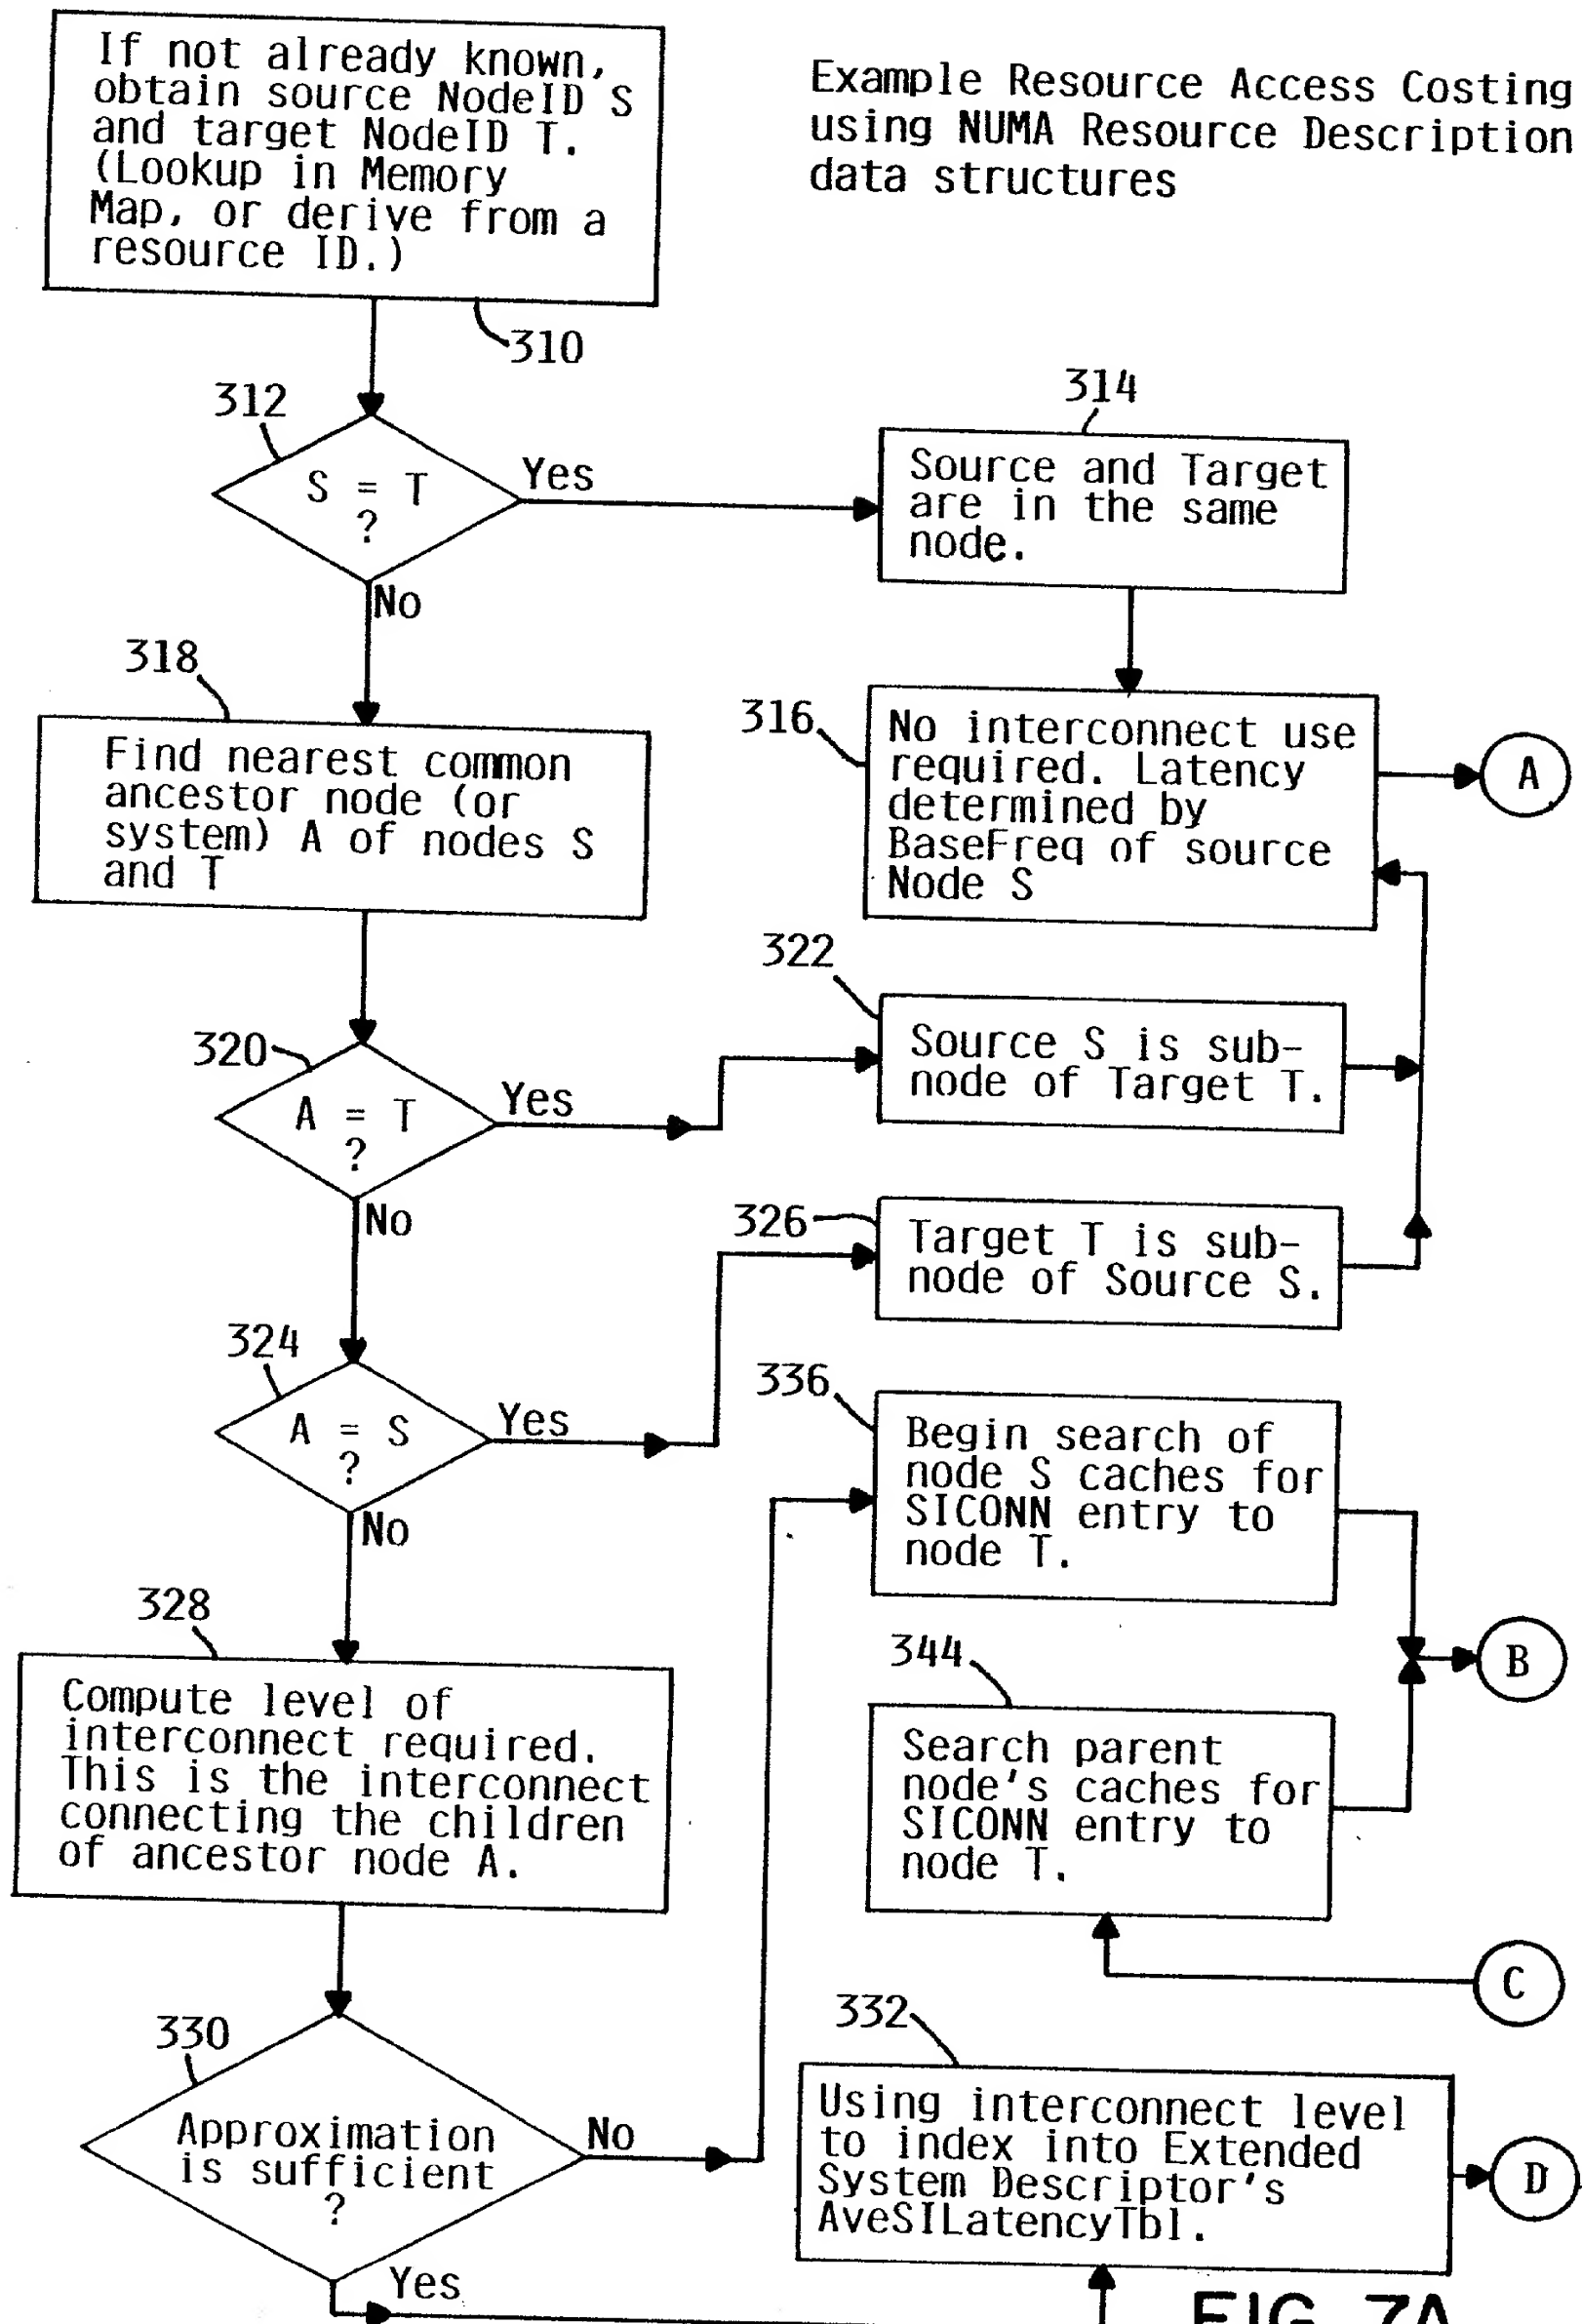 If not already known,
obtain source NodeID S
and target NodeID T.
(Lookup in Memory
Map, or derive from a
resource ID.)
Example Resource Access Costing
using NUMA Resource Description
data structures
310
312
S = T
?
Yes
No
314
Source and Target
are in the same
node.
316
No interconnect use
required. Latency
determined by
BaseFreq of source
Node S
A
318
Find nearest common
ancestor node (or
system) A of nodes S
and T
320
A = T
?
Yes
No
322
Source S is sub-
node of Target T.
324
A = S
?
Yes
No
326
Target T is sub-
node of Source S.
336
Begin search of
node S caches for
SICONN entry to
node T.
B
328
Compute level of
interconnect required.
This is the interconnect
connecting the children
of ancestor node A.
344
Search parent
node's caches for
SICONN entry to
node T.
C
330
Approximation
is sufficient
?
No
Yes
332
Using interconnect level
to index into Extended
System Descriptor's
AveSILatencyTbl.
D
FIG. 7A